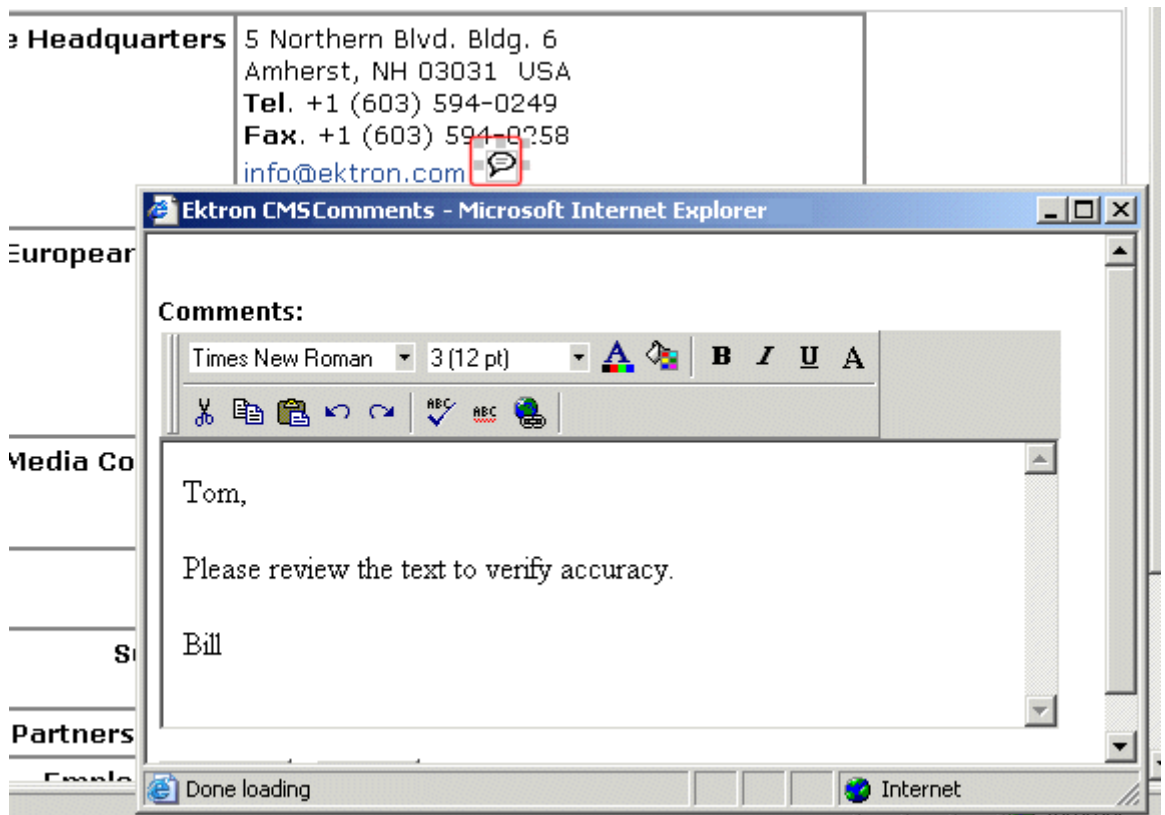 e Headquarters
5 Northern Blvd. Bldg. 6
Amherst, NH 03031 USA
Tel. +1 (603) 594-0249
Fax. +1 (603) 594-0258
info@ektron.com
Ektron CMSComments - Microsoft Internet Explorer
European
Comments:
Times New Roman 3 (12 pt) A B I U A
ABC ABC
Media Co
Tom,
Please review the text to verify accuracy.
Bill
Partners
Done loading Internet